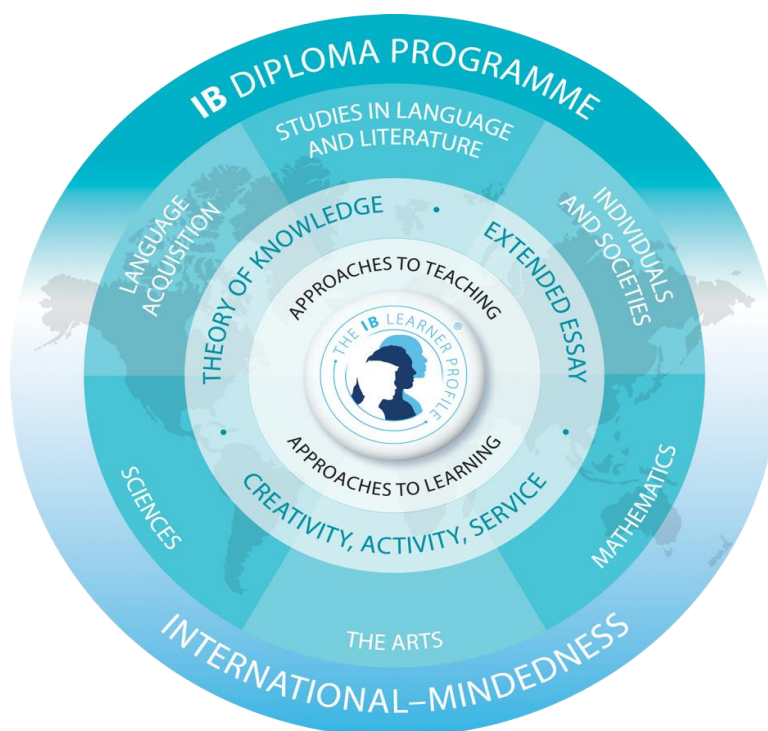 IB DIPLOMA PROGRAMME
STUDIES IN LANGUAGE
AND LITERATURE
LANGUAGE
ACQUISITION
INDIVIDUALS
AND SOCIETIES
THEORY OF KNOWLEDGE
•
EXTENDED ESSAY
•
APPROACHES TO TEACHING
THE IB LEARNER PROFILE
®
APPROACHES TO LEARNING
•
CREATIVITY, ACTIVITY, SERVICE
SCIENCES
MATHEMATICS
THE ARTS
INTERNATIONAL–MINDEDNESS